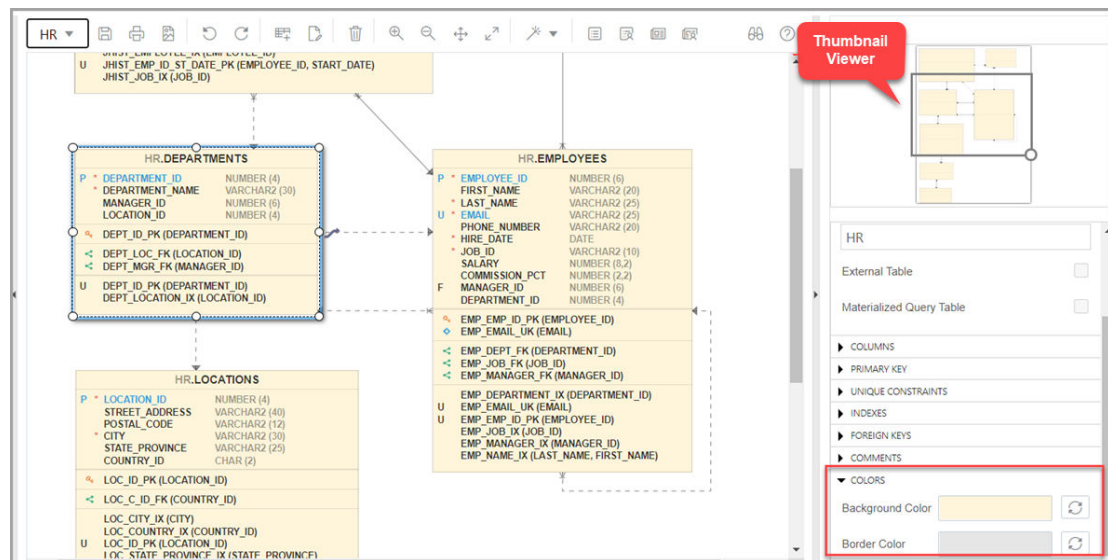 HR
Thumbnail
Viewer
JHIST_EMPLOYEE_IX (EMPLOYEE_ID)
U JHIST_EMP_ID_ST_DATE_PK (EMPLOYEE_ID, START_DATE)
JHIST_JOB_IX (JOB_ID)
HR.DEPARTMENTS
P * DEPARTMENT_ID NUMBER (4)
* DEPARTMENT_NAME VARCHAR2 (30)
MANAGER_ID NUMBER (6)
LOCATION_ID NUMBER (4)
DEPT_ID_PK (DEPARTMENT_ID)
DEPT_LOC_FK (LOCATION_ID)
DEPT_MGR_FK (MANAGER_ID)
U DEPT_ID_PK (DEPARTMENT_ID)
DEPT_LOCATION_IX (LOCATION_ID)
HR.EMPLOYEES
P * EMPLOYEE_ID NUMBER (6)
FIRST_NAME VARCHAR2 (20)
* LAST_NAME VARCHAR2 (25)
U * EMAIL VARCHAR2 (25)
PHONE_NUMBER VARCHAR2 (20)
* HIRE_DATE DATE
* JOB_ID VARCHAR2 (10)
SALARY NUMBER (8,2)
COMMISSION_PCT NUMBER (2,2)
F MANAGER_ID NUMBER (6)
DEPARTMENT_ID NUMBER (4)
EMP_EMP_ID_PK (EMPLOYEE_ID)
EMP_EMAIL_UK (EMAIL)
EMP_DEPT_FK (DEPARTMENT_ID)
EMP_JOB_FK (JOB_ID)
EMP_MANAGER_FK (MANAGER_ID)
EMP_DEPARTMENT_IX (DEPARTMENT_ID)
U EMP_EMAIL_UK (EMAIL)
U EMP_EMP_ID_PK (EMPLOYEE_ID)
EMP_JOB_IX (JOB_ID)
EMP_MANAGER_IX (MANAGER_ID)
EMP_NAME_IX (LAST_NAME, FIRST_NAME)
HR.LOCATIONS
P * LOCATION_ID NUMBER (4)
STREET_ADDRESS VARCHAR2 (40)
POSTAL_CODE VARCHAR2 (12)
* CITY VARCHAR2 (30)
STATE_PROVINCE VARCHAR2 (25)
COUNTRY_ID CHAR (2)
LOC_ID_PK (LOCATION_ID)
LOC_C_ID_FK (COUNTRY_ID)
LOC_CITY_IX (CITY)
LOC_COUNTRY_IX (COUNTRY_ID)
U LOC_ID_PK (LOCATION_ID)
LOC_STATE_PROVINCE_IX (STATE_PROVINCE)
HR
External Table
Materialized Query Table
COLUMNS
PRIMARY KEY
UNIQUE CONSTRAINTS
INDEXES
FOREIGN KEYS
COMMENTS
COLORS
Background Color
Border Color